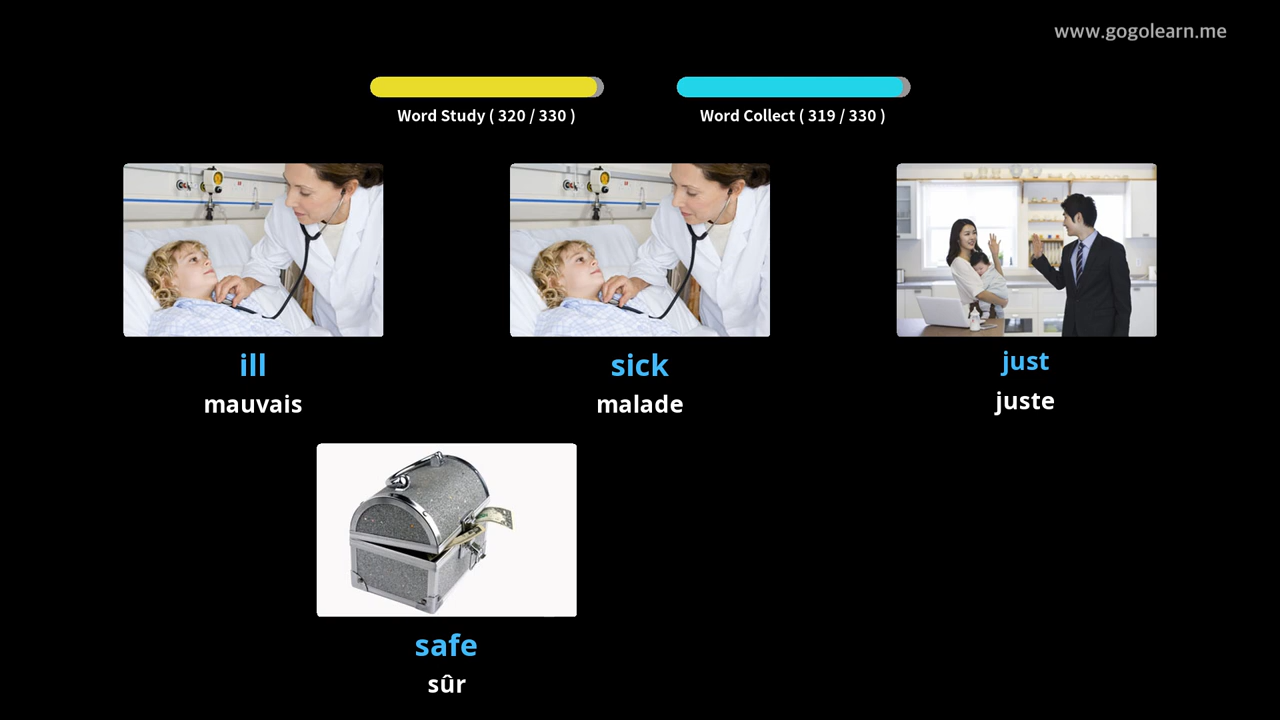 www.gogolearn.me
Word Study ( 320 / 330 )
Word Collect ( 319 / 330 )
ill
mauvais
sick
malade
just
juste
safe
sûr